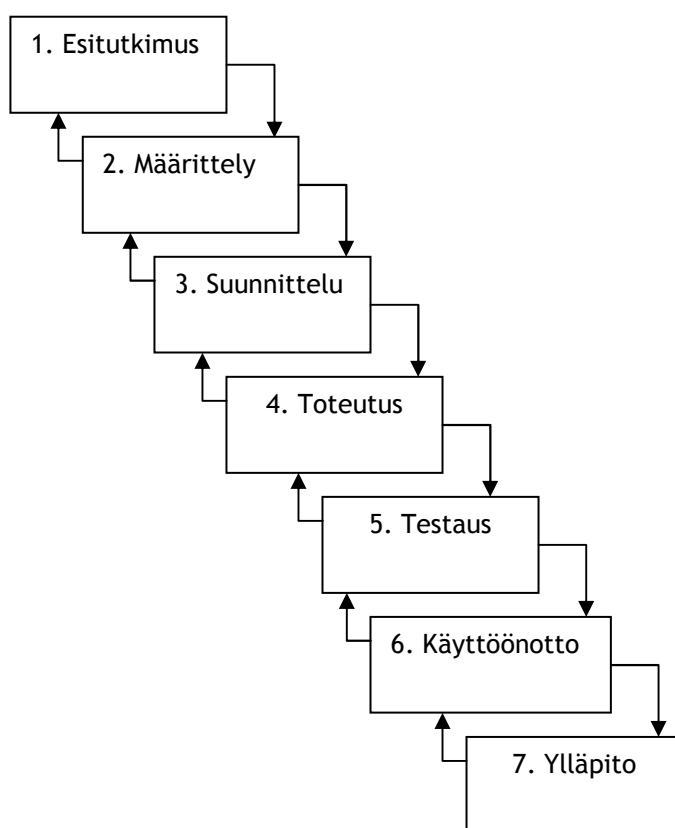 1. Esitutkimus
2. Määrittely
3. Suunnittelu
4. Toteutus
5. Testaus
6. Käyttöönotto
7. Ylläpito